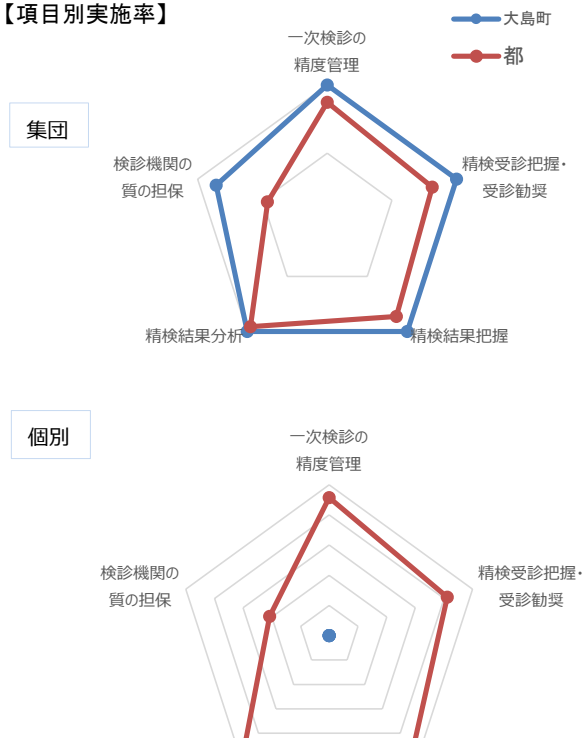 【項目別実施率】
大島町
都
集団
一次検診の
精度管理
精検受診把握・
受診勧奨
精検結果把握
精検結果分析
検診機関の
質の担保
個別
一次検診の
精度管理
精検受診把握・
受診勧奨
検診機関の
質の担保